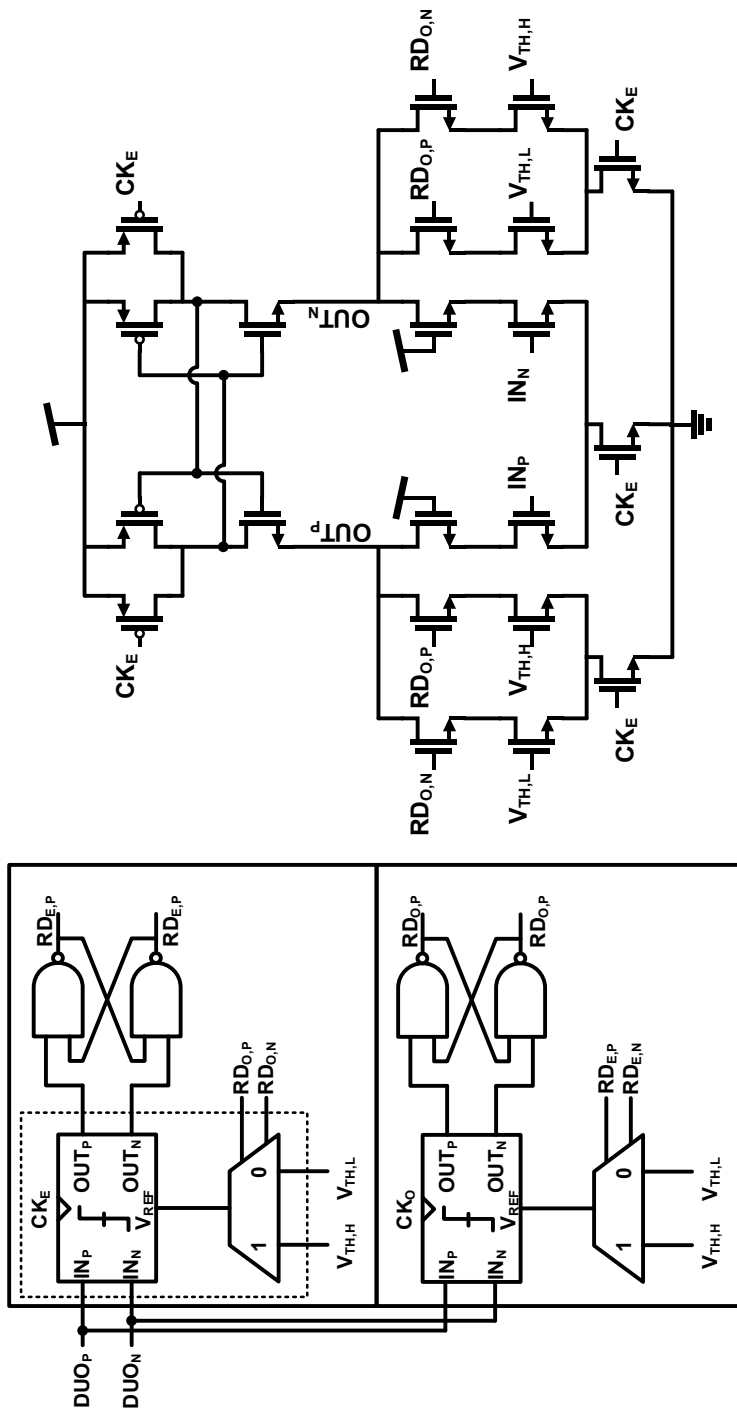 DUO_P
DUO_N
CK_E
IN_P
OUT_P
IN_N
OUT_N
V_REF
1
0
RD_O,P
RD_O,N
V_TH,H
V_TH,L
RD_E,P
RD_E,P
CK_O
IN_P
OUT_P
IN_N
OUT_N
V_REF
1
0
RD_E,P
RD_E,N
V_TH,H
V_TH,L
RD_O,P
RD_O,P
CK_E
CK_E
OUT_P
OUT_N
RD_O,N
RD_O,P
RD_O,P
RD_O,N
V_TH,L
V_TH,H
IN_P
IN_N
V_TH,L
V_TH,H
CK_E
CK_E
CK_E